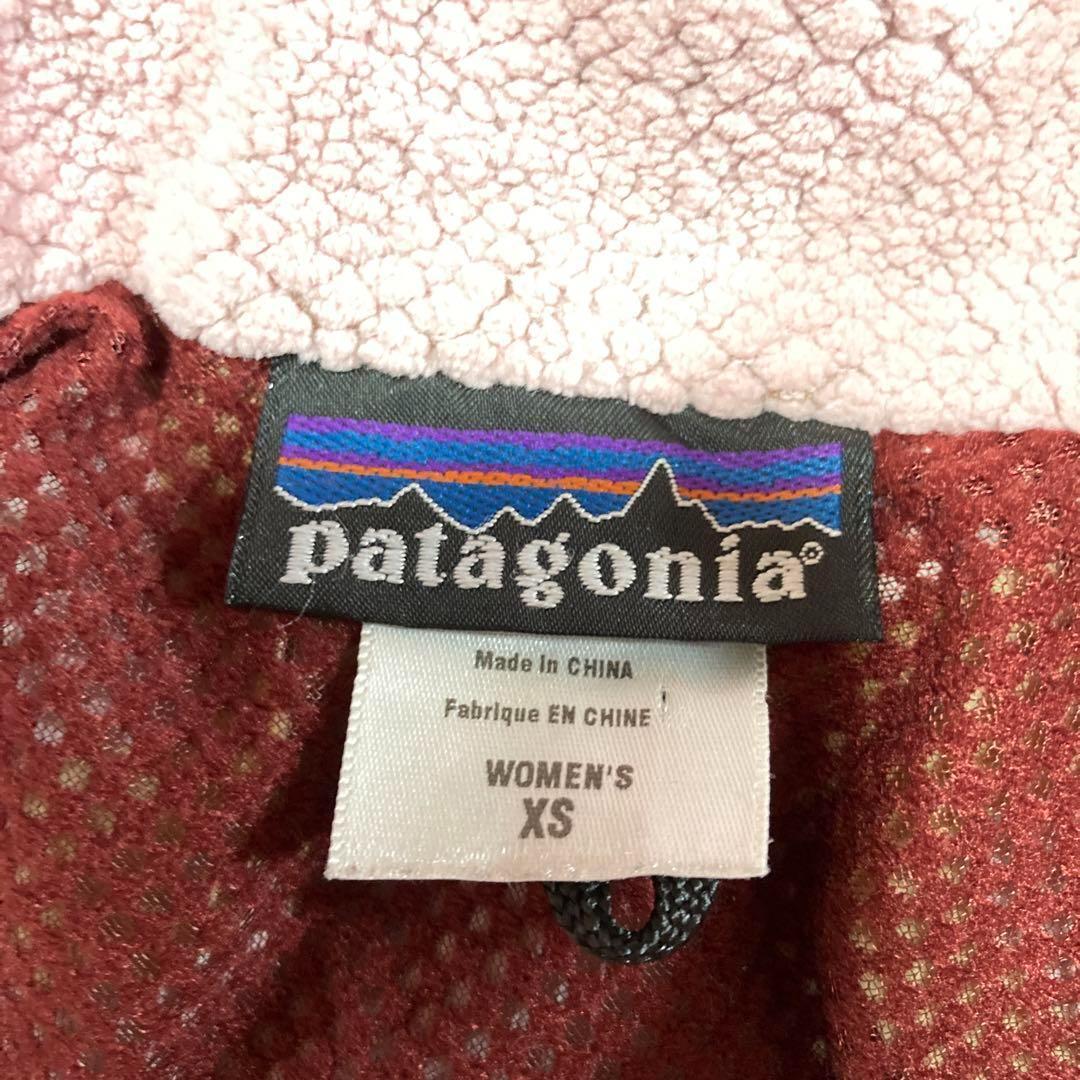 patagonia®
Made In CHINA
Fabrique EN CHINE
WOMEN'S
XS